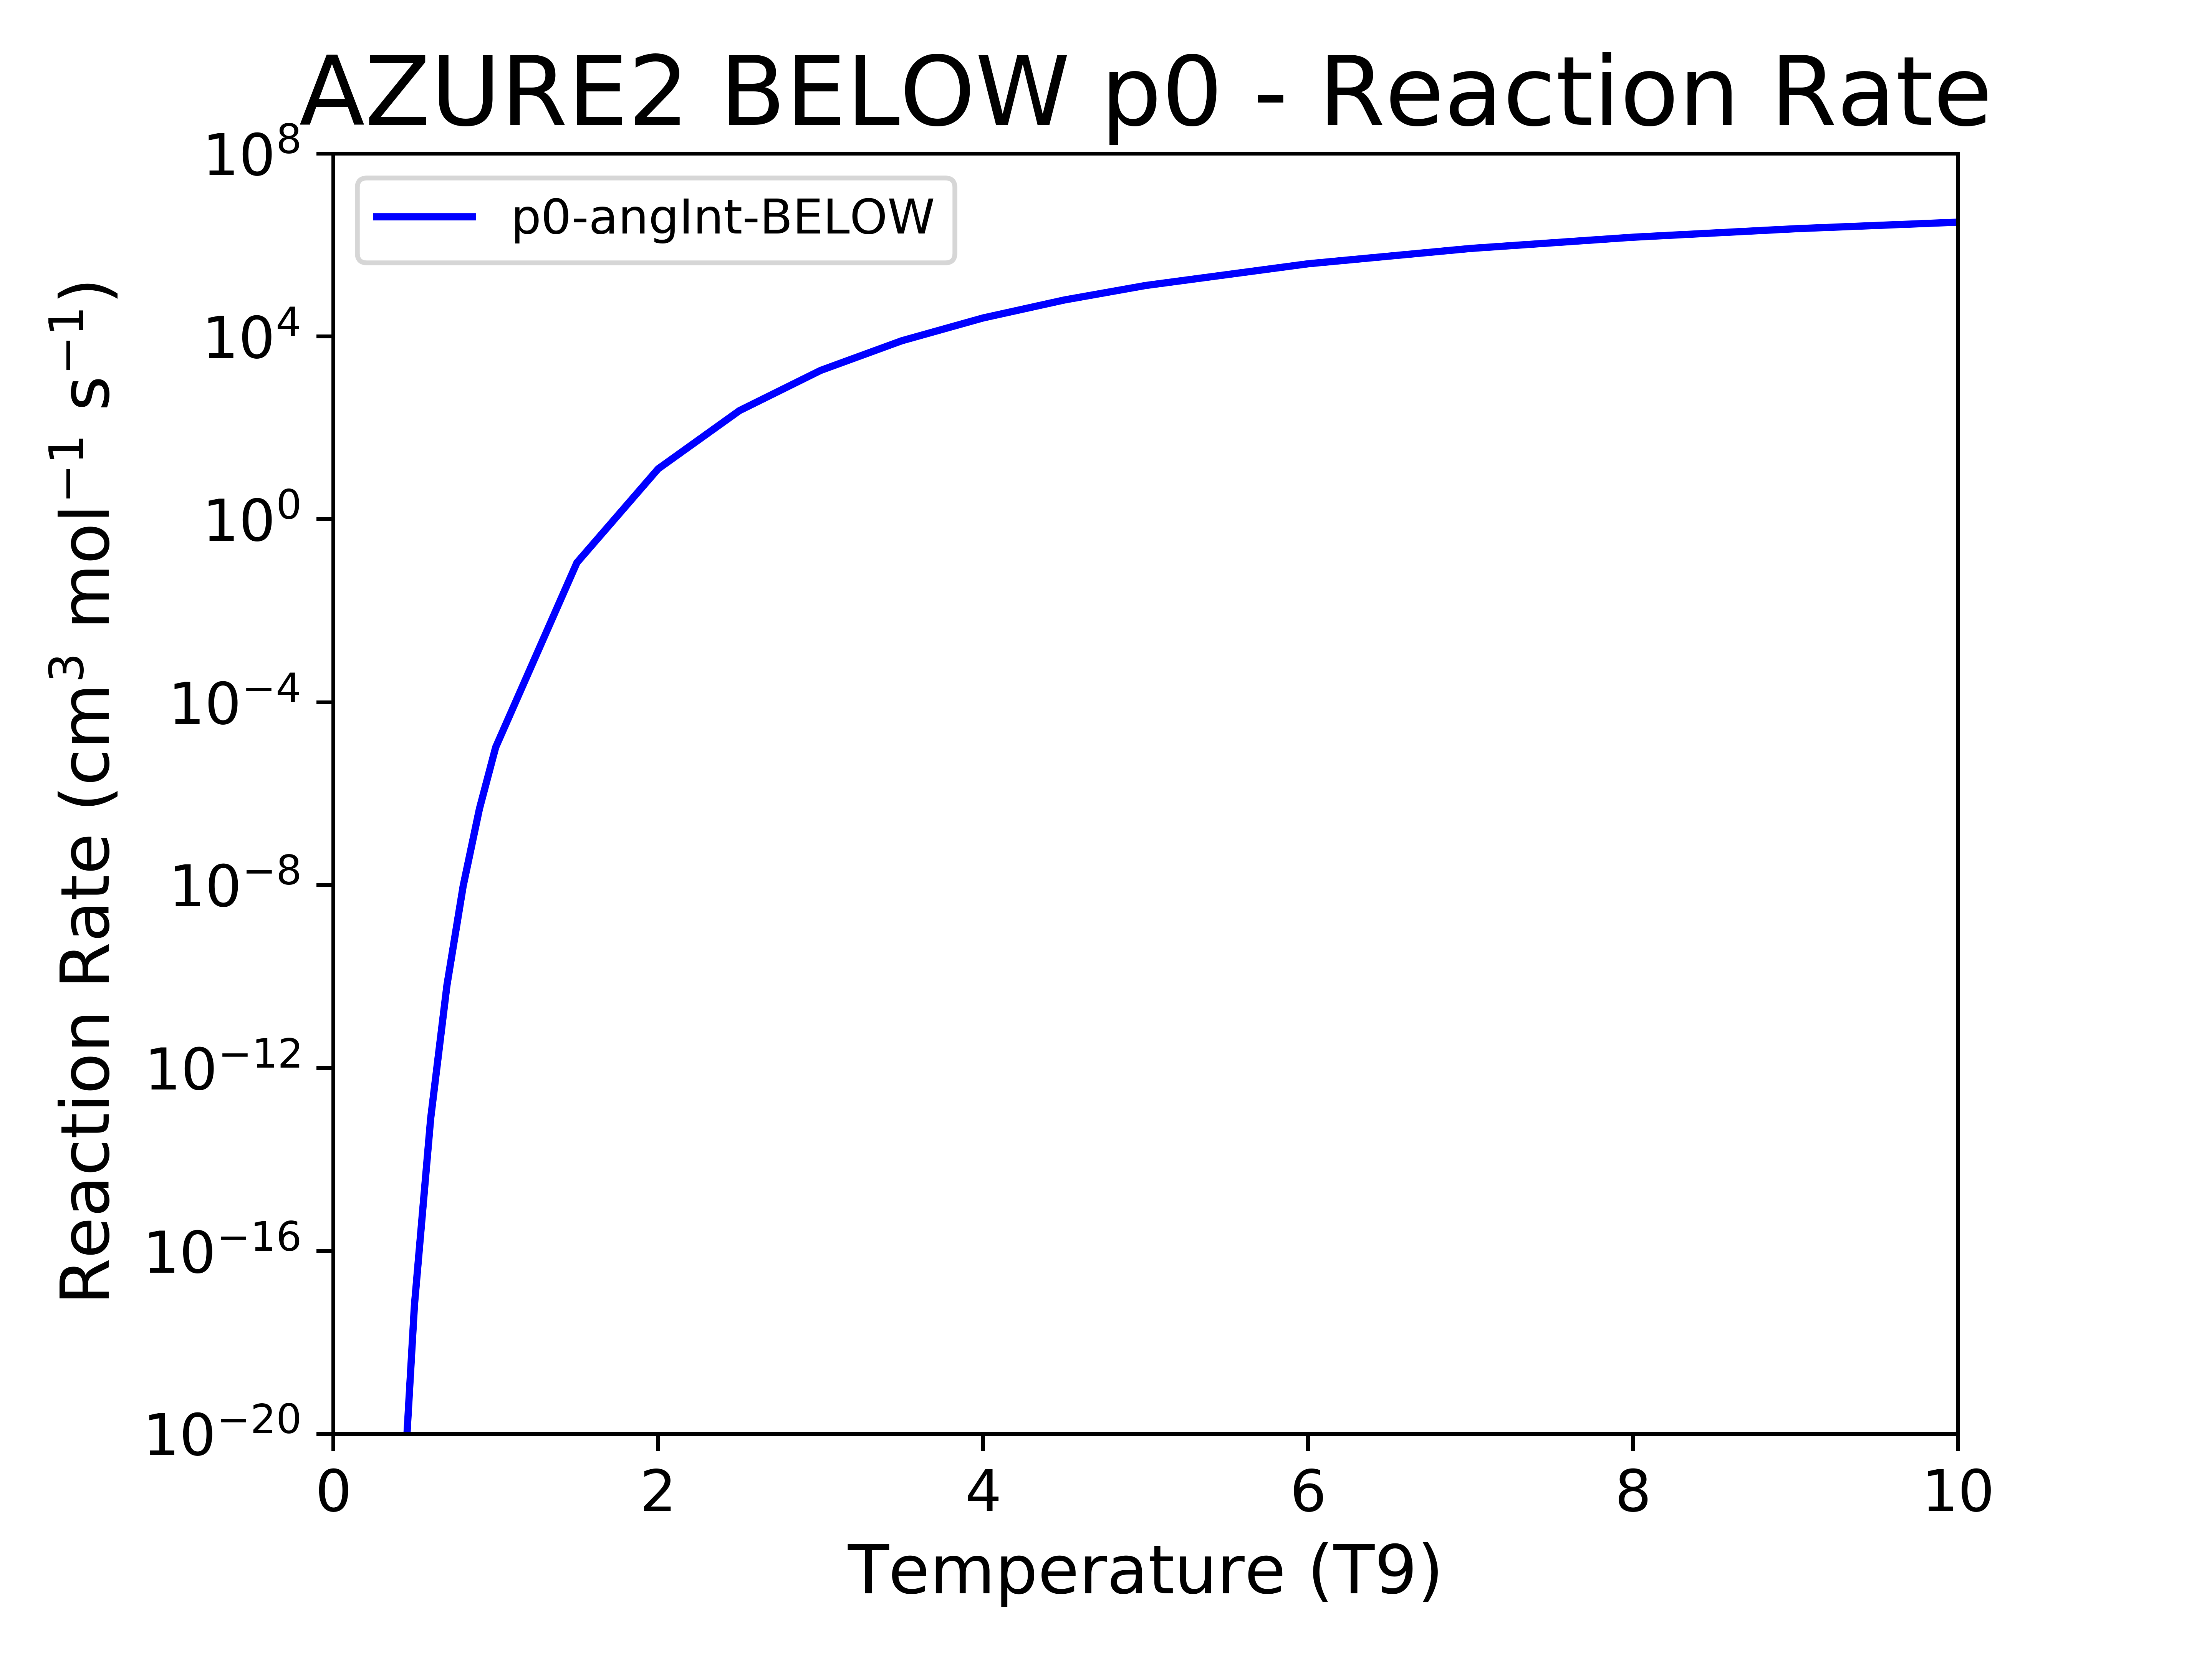 AZURE2 BELOW p0 - Reaction Rate
p0-angInt-BELOW
Reaction Rate (cm³ mol⁻¹ s⁻¹)
10⁸
10⁴
10⁰
10⁻⁴
10⁻⁸
10⁻¹²
10⁻¹⁶
10⁻²⁰
0 2 4 6 8 10
Temperature (T9)